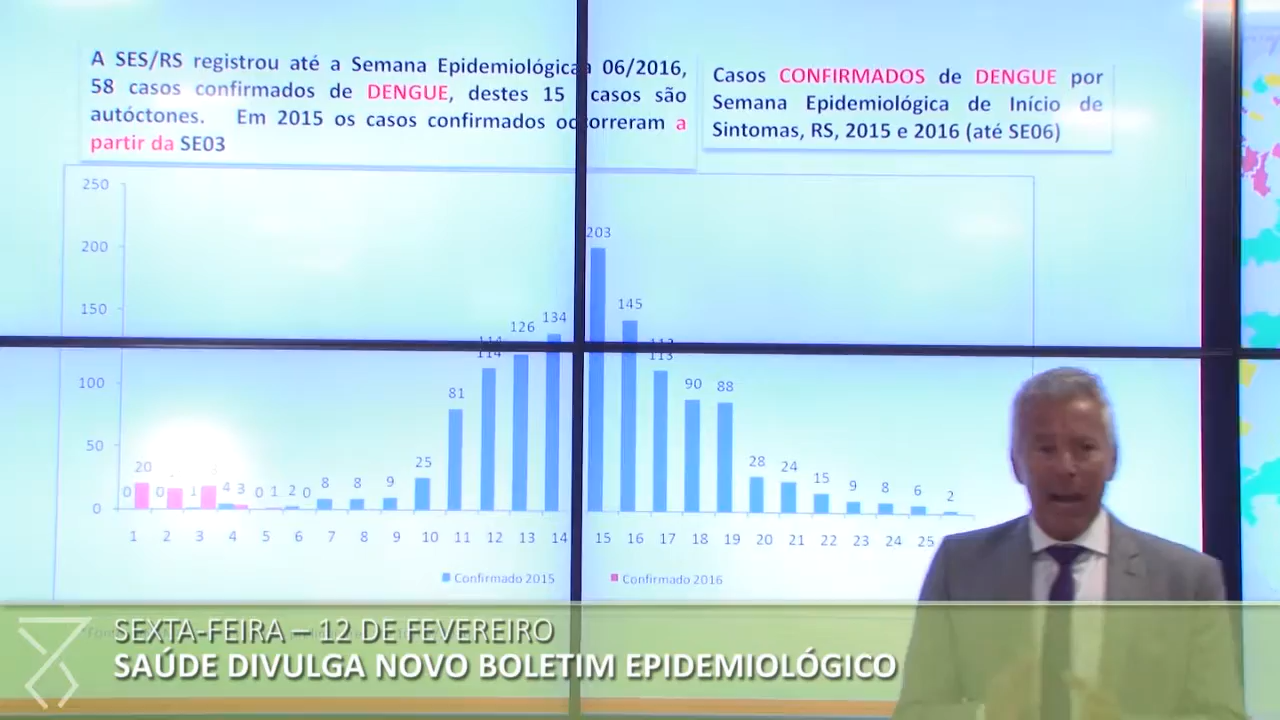 A SES/RS registrou até a Semana Epidemiológica 06/2016,
58 casos confirmados de DENGUE, destes 15 casos são
autóctones. Em 2015 os casos confirmados ocorreram a
partir da SE03
Casos CONFIRMADOS de DENGUE por
Semana Epidemiológica de Início de
Sintomas, RS, 2015 e 2016 (até SE06)
250
200
150
100
50
0
0 20 0 1 4 3 0 1 2 0 8 8 9 25 81 114 126 134 203 145 113 90 88 28 24 15 9 8 6 2
1 2 3 4 5 6 7 8 9 10 11 12 13 14 15 16 17 18 19 20 21 22 23 24 25
Confirmado 2015 Confirmado 2016
SEXTA-FEIRA – 12 DE FEVEREIRO
SAÚDE DIVULGA NOVO BOLETIM EPIDEMIOLÓGICO